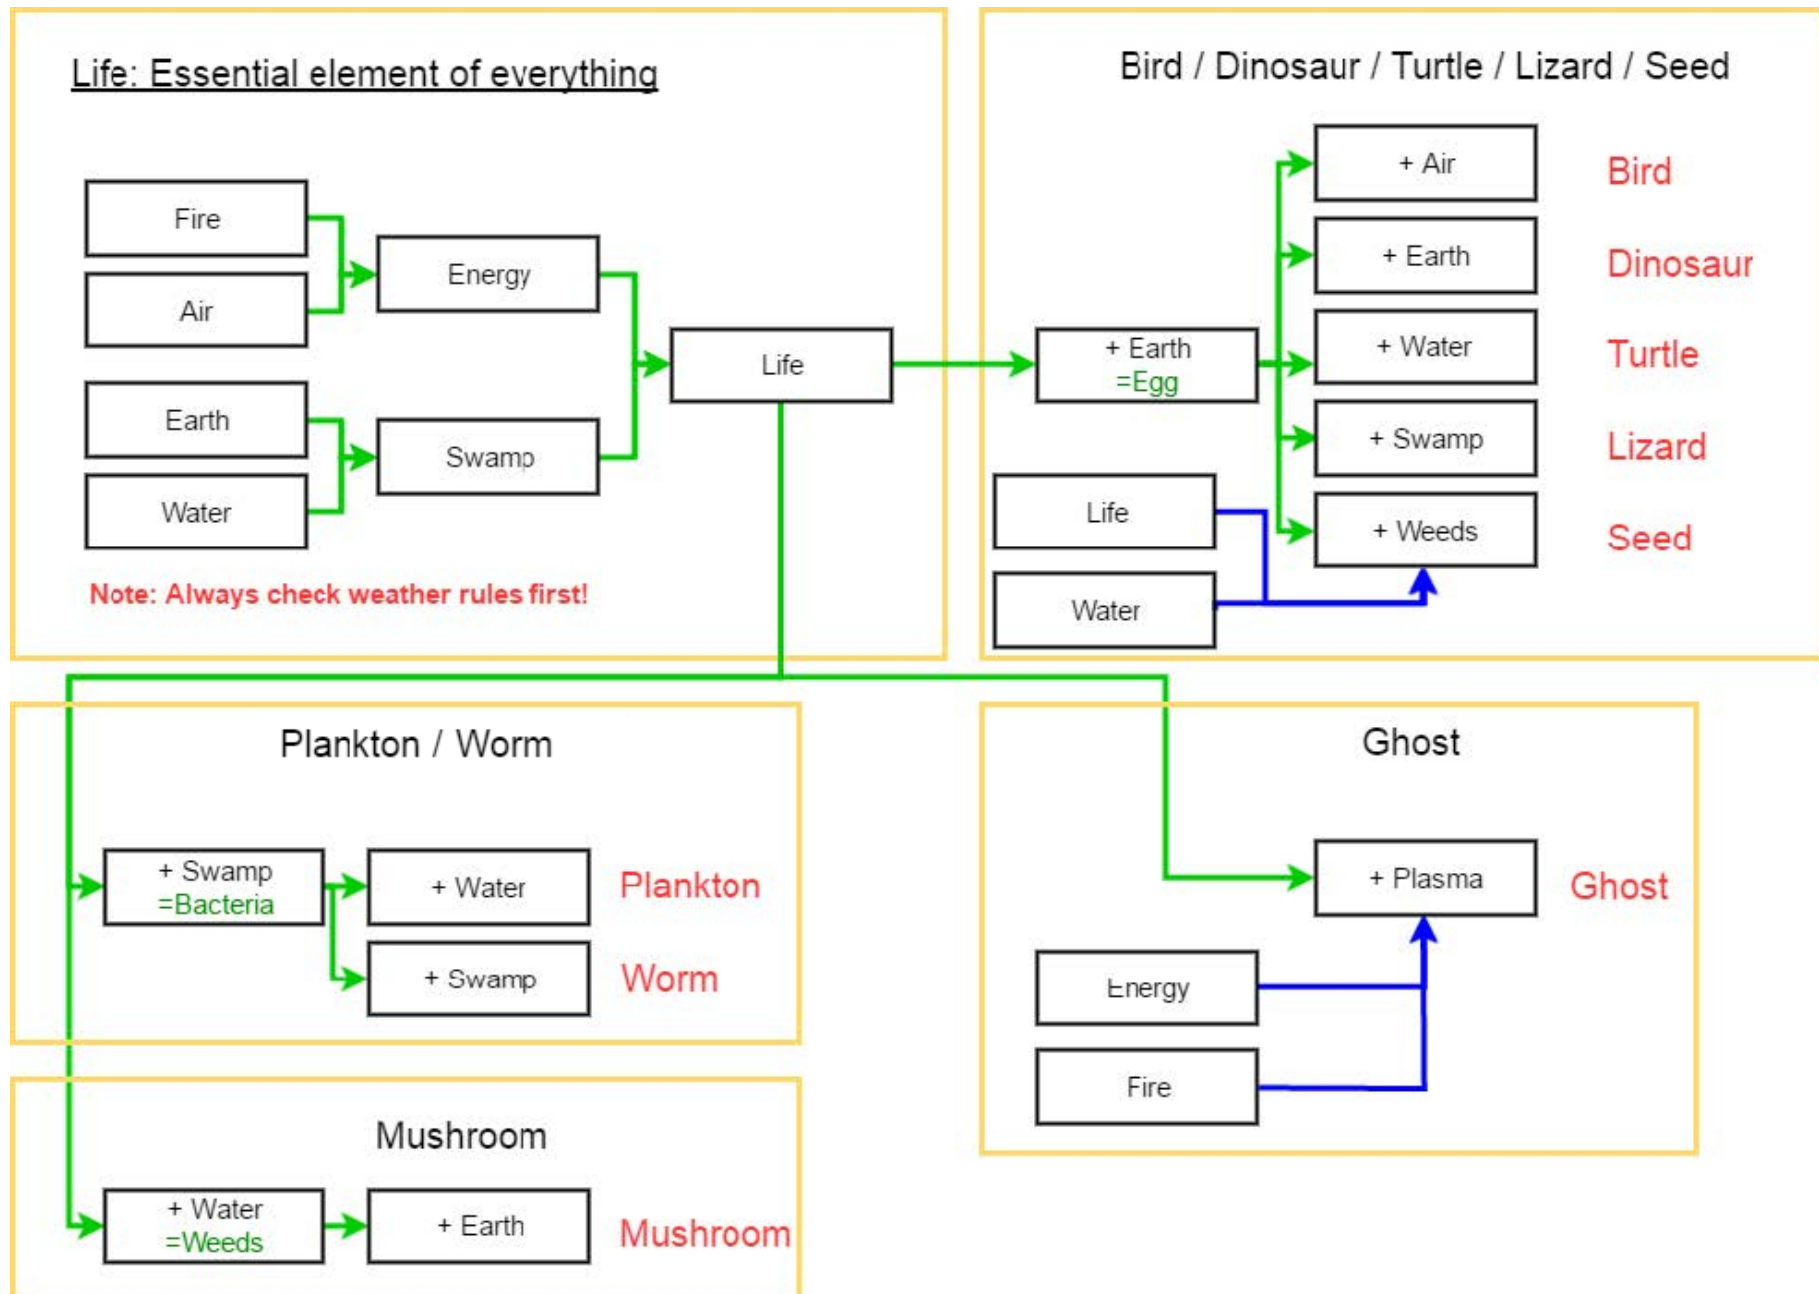 Life: Essential element of everything
Fire
Air
Energy
Earth
Water
Swamp
Life
Note: Always check weather rules first!
Bird / Dinosaur / Turtle / Lizard / Seed
+ Earth
=Egg
+ Air
Bird
+ Earth
Dinosaur
+ Water
Turtle
+ Swamp
Lizard
+ Weeds
Seed
Life
Water
Plankton / Worm
+ Swamp
=Bacteria
+ Water
Plankton
+ Swamp
Worm
Ghost
+ Plasma
Ghost
Energy
Fire
Mushroom
+ Water
=Weeds
+ Earth
Mushroom